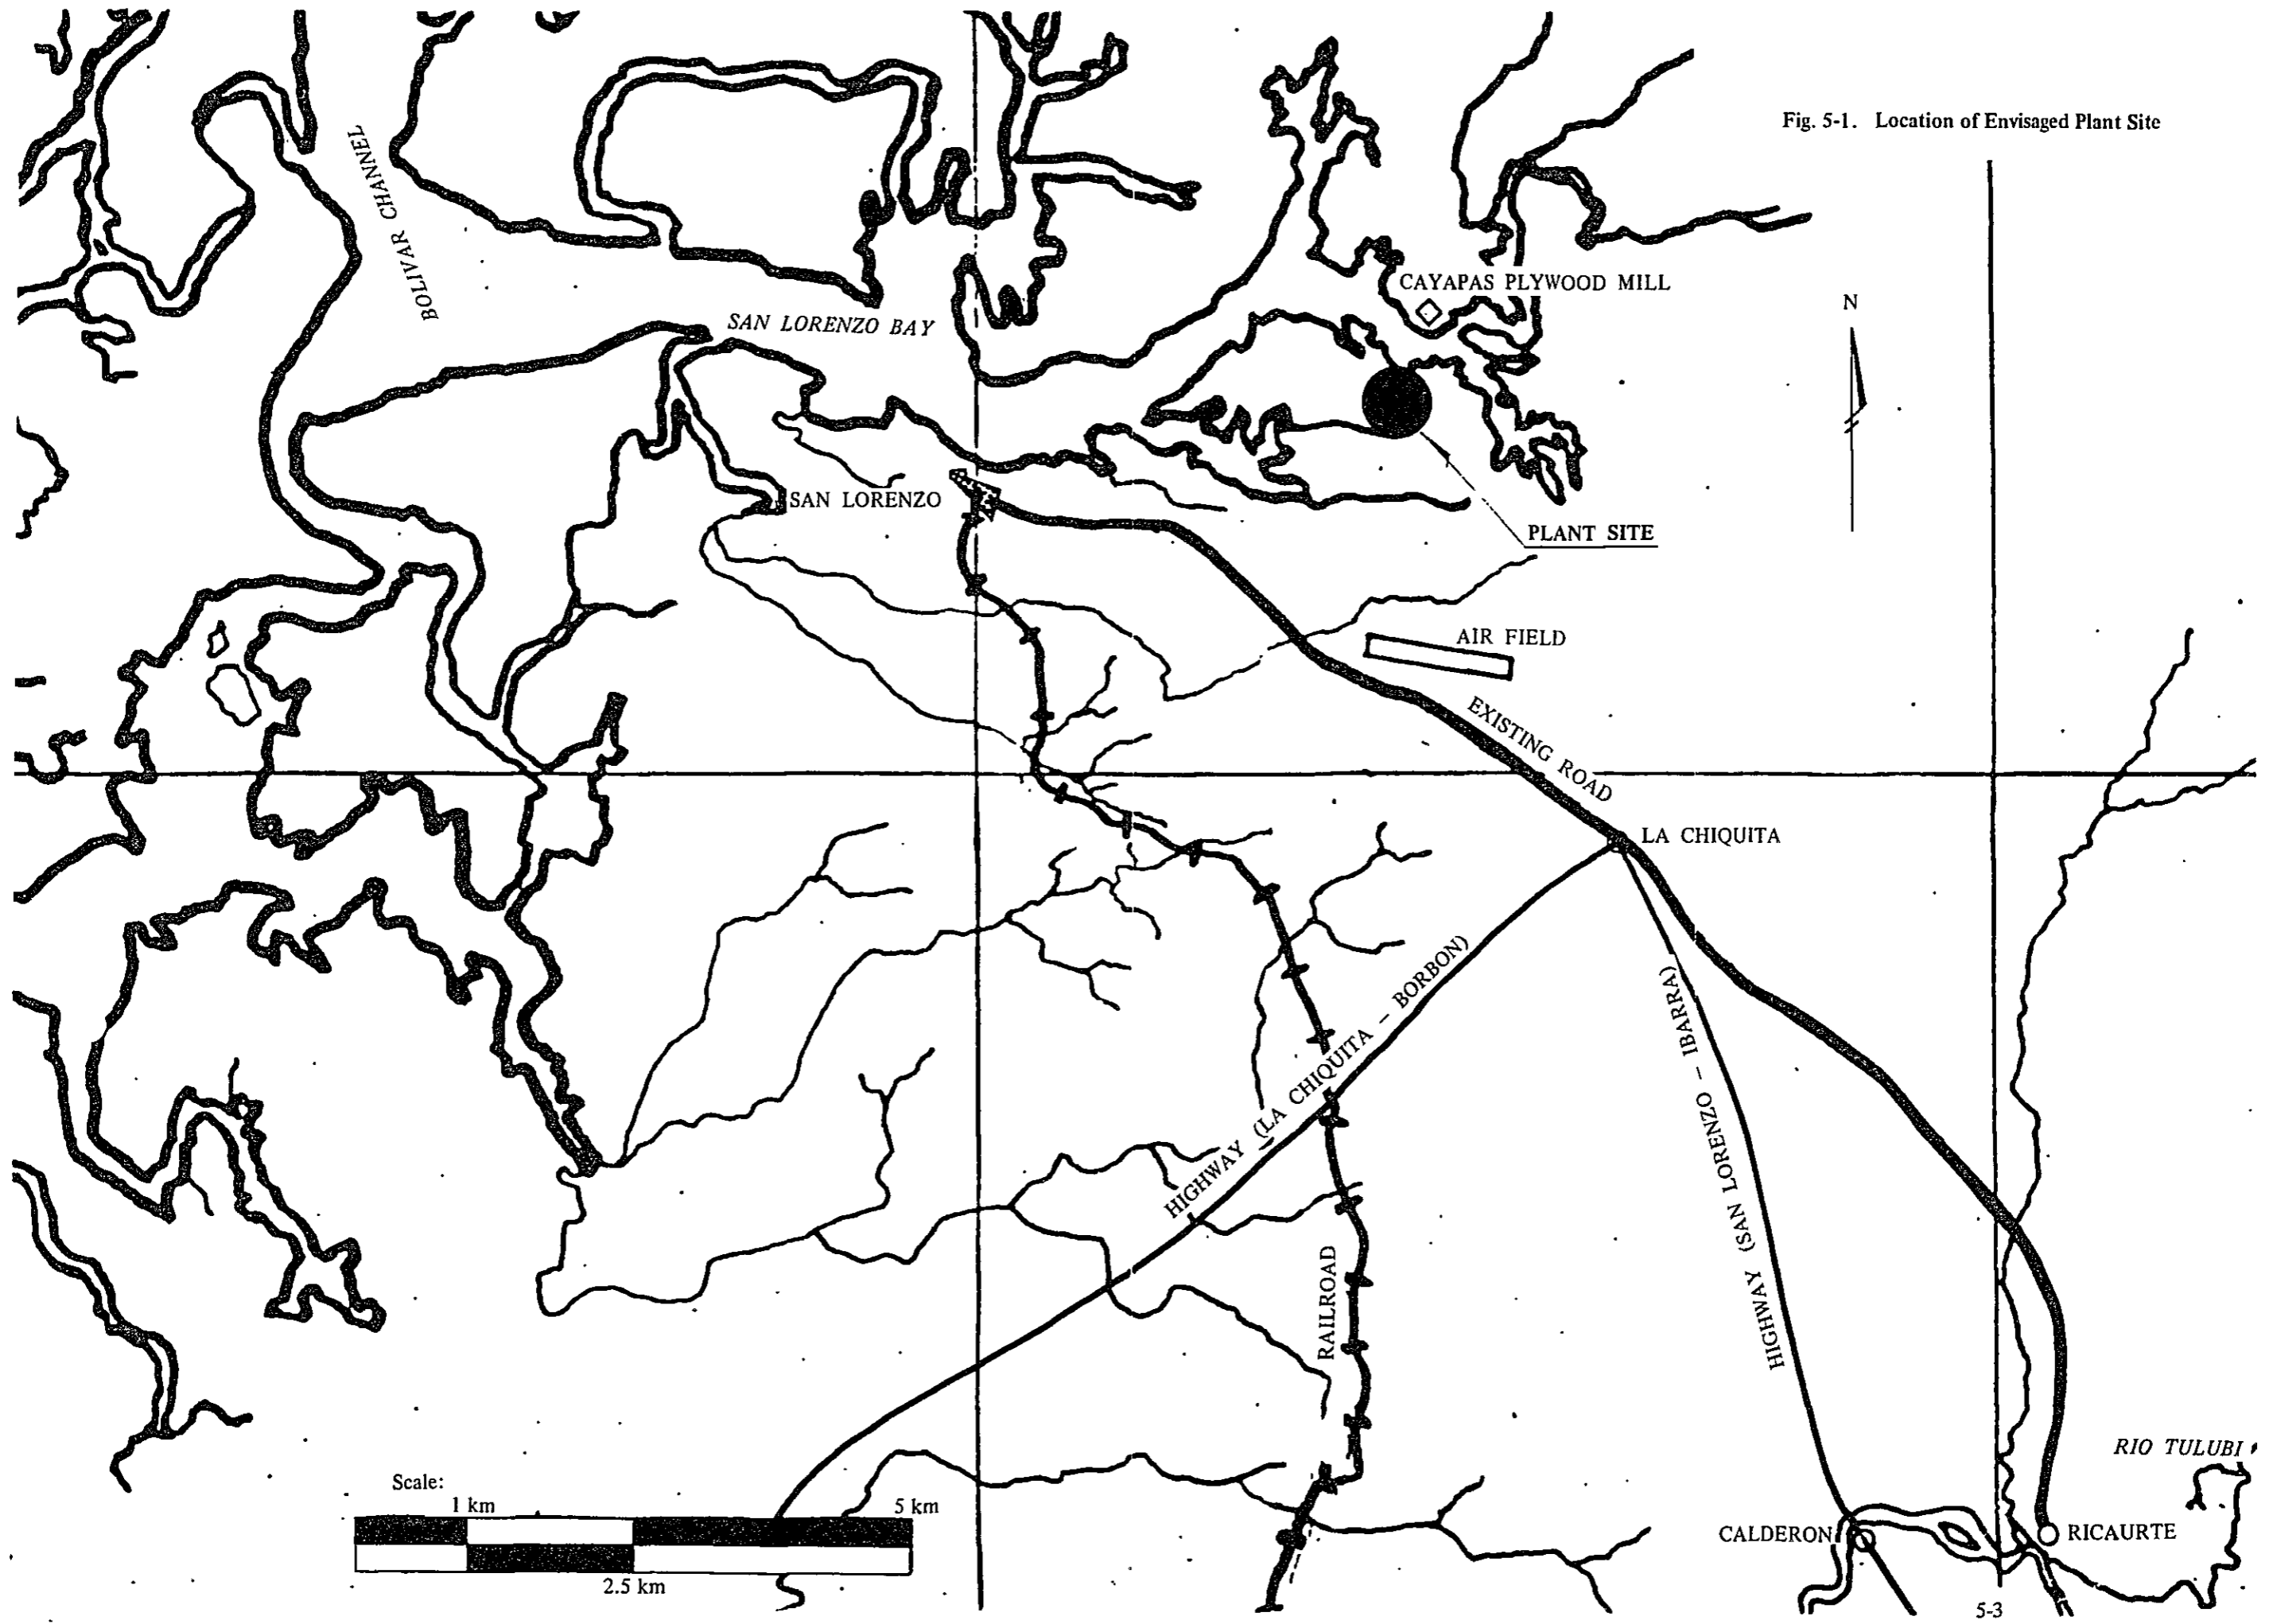 Fig. 5-1. Location of Envisaged Plant Site
BOLIVAR CHANNEL
CAYAPAS PLYWOOD MILL
N
SAN LORENZO BAY
SAN LORENZO
PLANT SITE
AIR FIELD
EXISTING ROAD
LA CHIQUITA
HIGHWAY (LA CHIQUITA – BORBON)
HIGHWAY (SAN LORENZO – IBARRA)
RAILROAD
RIO TULUBI
Scale:
1 km
5 km
2.5 km
CALDERON
RICAURTE
5-3